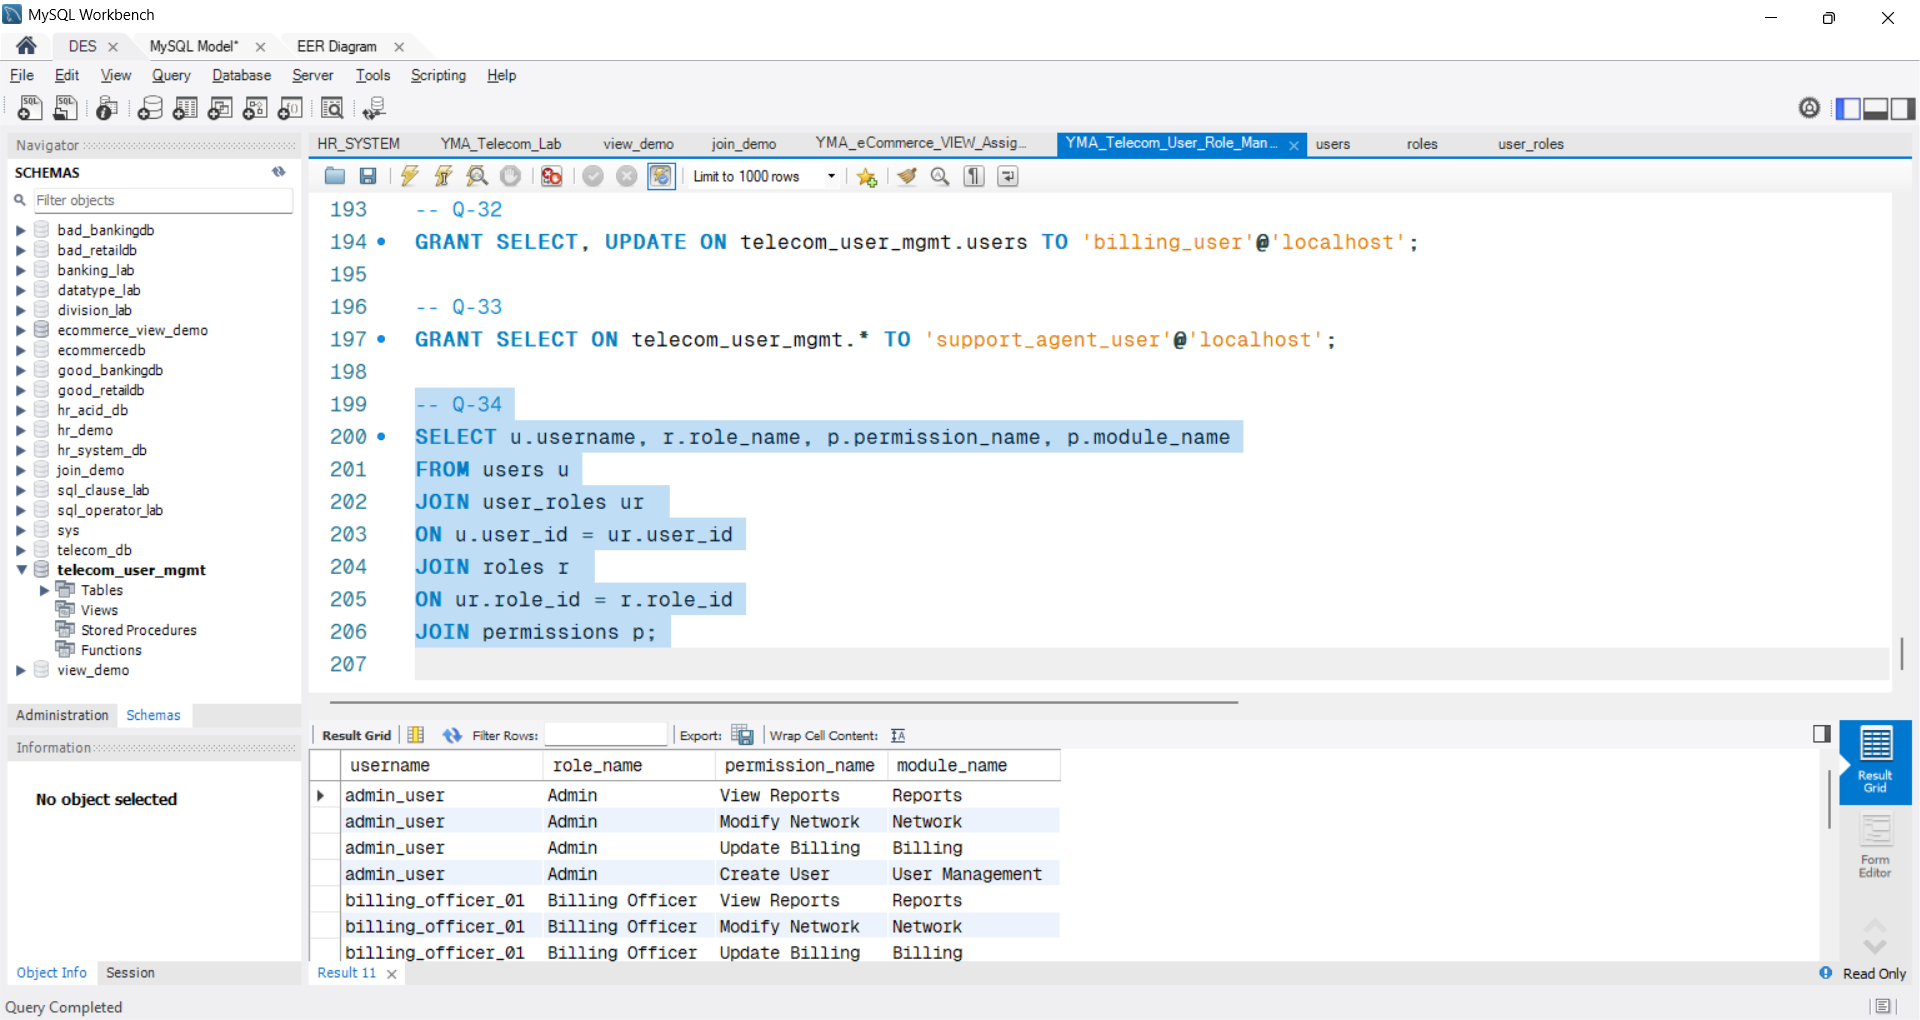 MySQL Workbench
DES MySQL Model* EER Diagram
File Edit View Query Database Server Tools Scripting Help
Navigator
SCHEMAS
Filter objects
bad_bankingdb
bad_retaildb
banking_lab
datatype_lab
division_lab
ecommerce_view_demo
ecommercedb
good_bankingdb
good_retaildb
hr_acid_db
hr_demo
hr_system_db
join_demo
sql_clause_lab
sql_operator_lab
sys
telecom_db
telecom_user_mgmt
Tables
Views
Stored Procedures
Functions
view_demo
Administration Schemas
Information
No object selected
Object Info Session
HR_SYSTEM YMA_Telecom_Lab view_demo join_demo YMA_eCommerce_VIEW_Assig... YMA_Telecom_User_Role_Man... users roles user_roles
Limit to 1000 rows
193 -- Q-32
194 GRANT SELECT, UPDATE ON telecom_user_mgmt.users TO 'billing_user'@'localhost';
195
196 -- Q-33
197 GRANT SELECT ON telecom_user_mgmt.* TO 'support_agent_user'@'localhost';
198
199 -- Q-34
200 SELECT u.username, r.role_name, p.permission_name, p.module_name
201 FROM users u
202 JOIN user_roles ur
203 ON u.user_id = ur.user_id
204 JOIN roles r
205 ON ur.role_id = r.role_id
206 JOIN permissions p;
207
Result Grid Filter Rows: Export: Wrap Cell Content:
username role_name permission_name module_name
admin_user Admin View Reports Reports
admin_user Admin Modify Network Network
admin_user Admin Update Billing Billing
admin_user Admin Create User User Management
billing_officer_01 Billing Officer View Reports Reports
billing_officer_01 Billing Officer Modify Network Network
billing_officer_01 Billing Officer Update Billing Billing
Result Grid
Form Editor
Result 11
Read Only
Query Completed